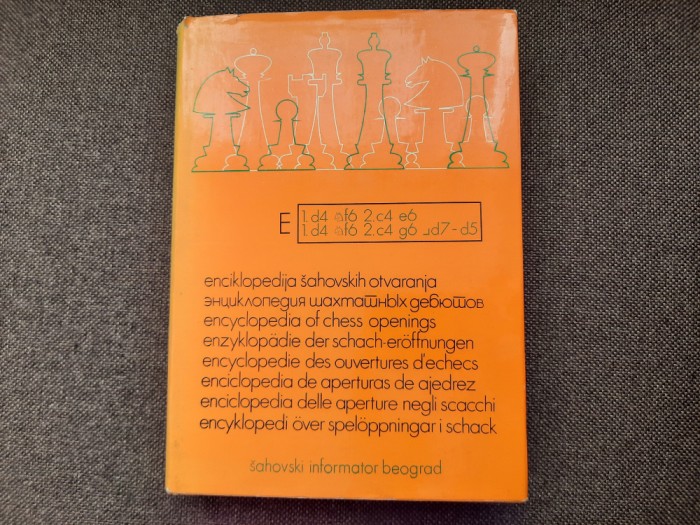 E
1. d4 ♘f6 2. c4 e6
1. d4 ♘f6 2. c4 g6 ⌟d7-d5
enciklopedija šahovskih otvaranja
энциклопедия шахматных дебютов
encyclopedia of chess openings
enzyklopädie der schach-eröffnungen
encyclopedie des ouvertures d'echecs
enciclopedia de aperturas de ajedrez
enciclopedia delle aperture negli scacchi
encyklopedi över spelöppningar i schack
šahovski informator beograd